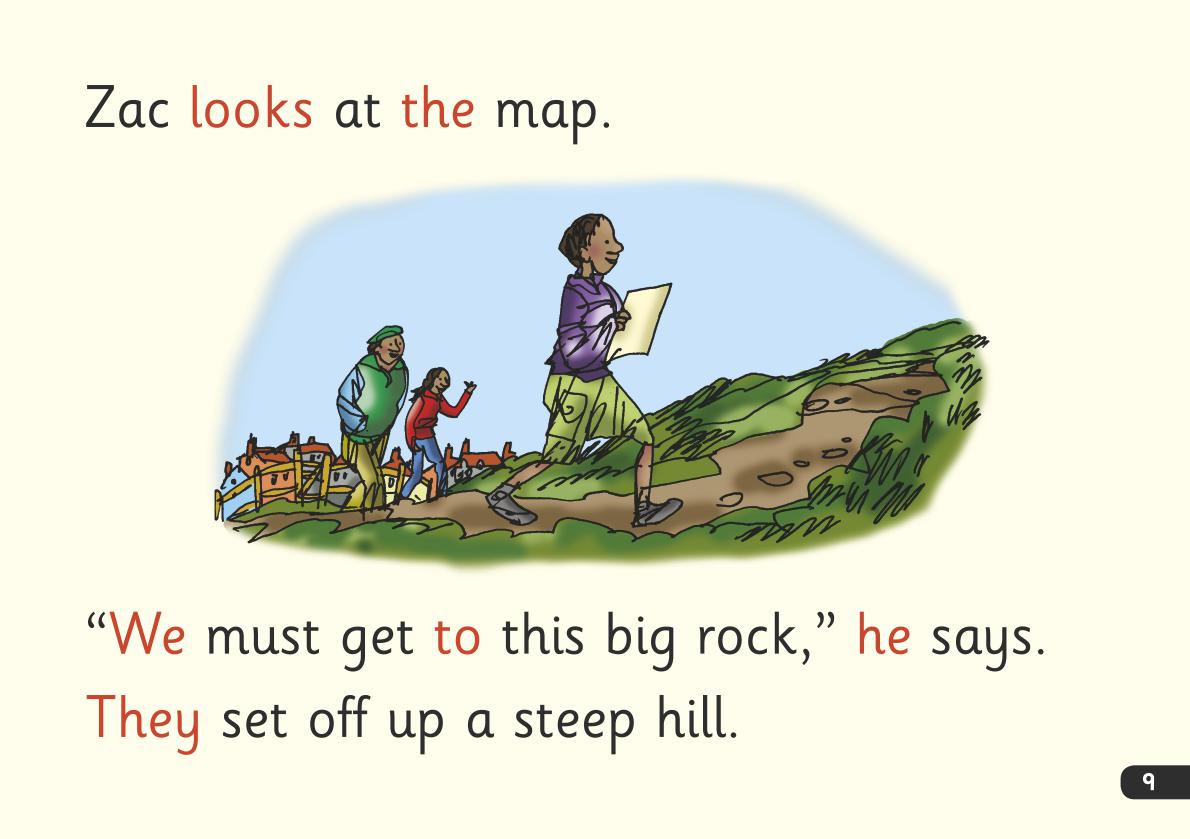 Zac looks at the map.
“We must get to this big rock,” he says.
They set off up a steep hill.
9